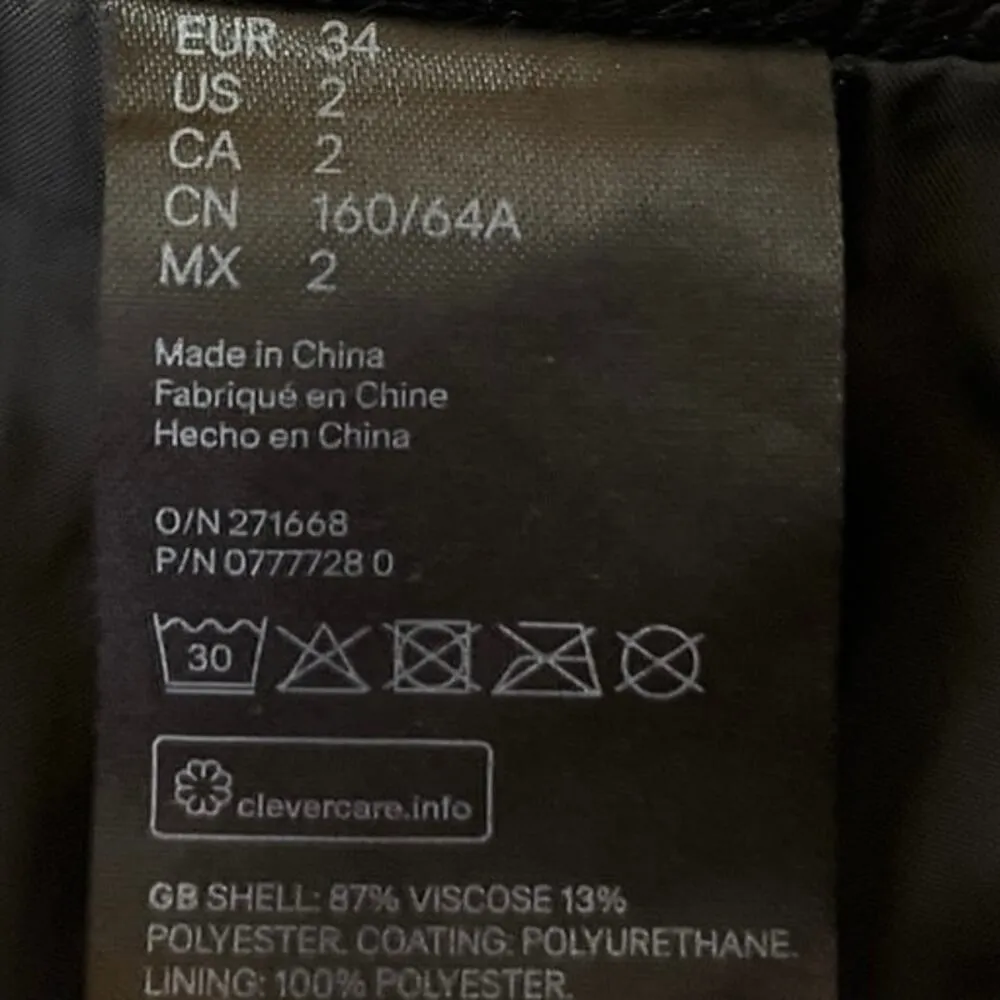 EUR 34
US 2
CA 2
CN 160/64A
MX 2
Made in China
Fabriqué en Chine
Hecho en China
O/N 271668
P/N 0777728 0
30
clevercare.info
GB SHELL: 87% VISCOSE 13%
POLYESTER. COATING: POLYURETHANE.
LINING: 100% POLYESTER.